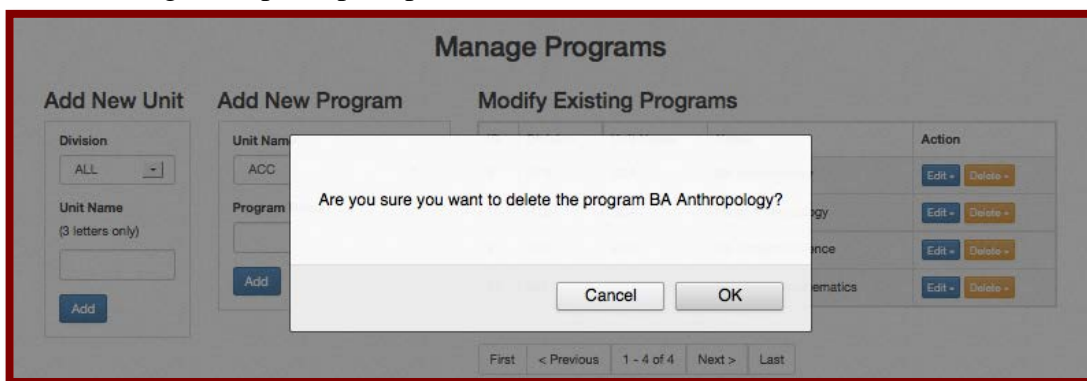 Manage Programs
Add New Unit
Division
ALL
Unit Name
(3 letters only)
Add
Add New Program
Unit Nam
ACC
Program
Add
Modify Existing Programs
Action
Edit Delete
ogy
Edit Delete
ence
Edit Delete
ematics
Edit Delete
Are you sure you want to delete the program BA Anthropology?
Cancel OK
First < Previous 1 - 4 of 4 Next > Last